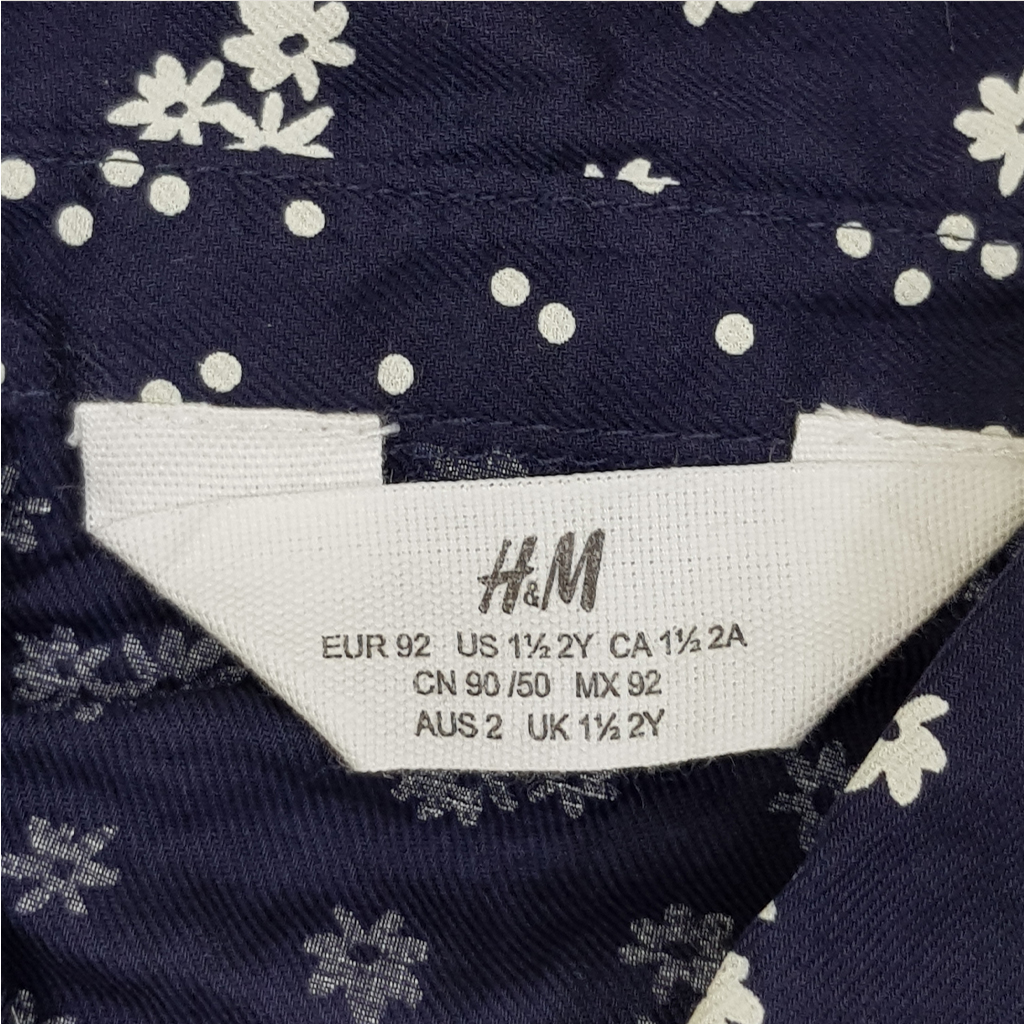 H&M
EUR 92 US 1½ 2Y CA 1½ 2A
CN 90/50 MX 92
AUS 2 UK 1½ 2Y